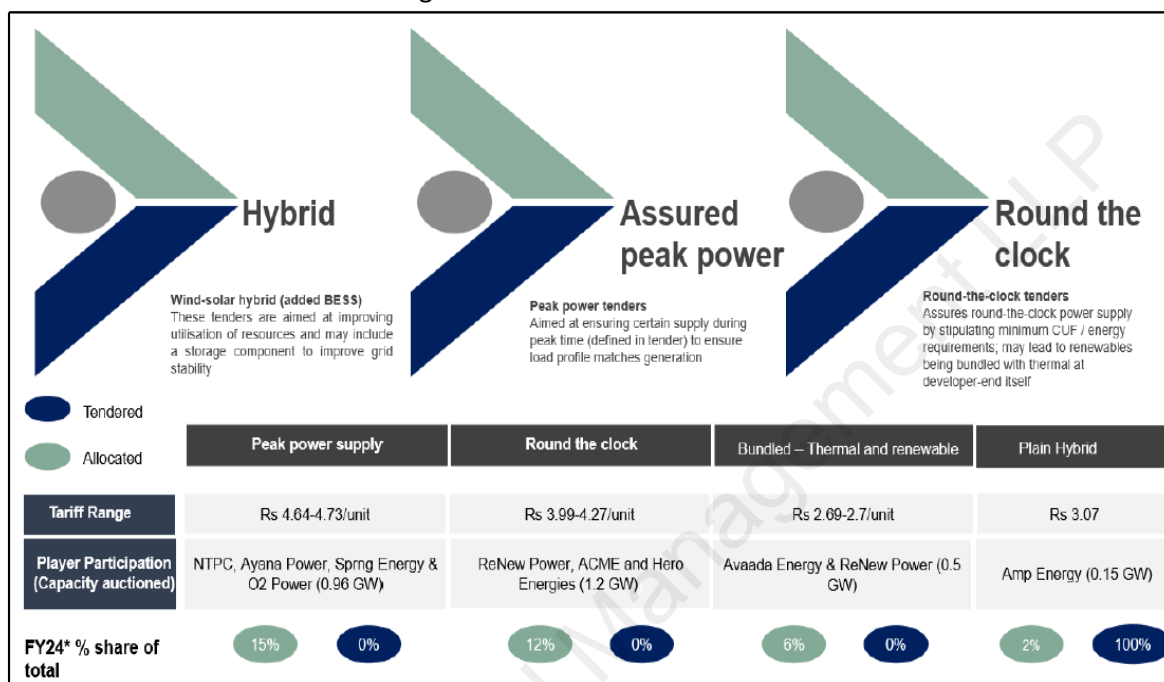 Hybrid
Wind-solar hybrid (added BESS)
These tenders are aimed at improving
utilisation of resources and may include
a storage component to improve grid
stability
Assured
peak power
Peak power tenders
Aimed at ensuring certain supply during
peak time (defined in tender) to ensure
load profile matches generation
Round the
clock
Round-the-clock tenders
Assures round-the-clock power supply
by stipulating minimum CUF / energy
requirements; may lead to renewables
being bundled with thermal at
developer-end itself
Tendered
Allocated
Peak power supply
Round the clock
Bundled – Thermal and renewable
Plain Hybrid
Tariff Range
Rs 4.64-4.73/unit
Rs 3.99-4.27/unit
Rs 2.69-2.7/unit
Rs 3.07
Player Participation
(Capacity auctioned)
NTPC, Ayana Power, Sprng Energy &
O2 Power (0.96 GW)
ReNew Power, ACME and Hero
Energies (1.2 GW)
Avaada Energy & ReNew Power (0.5
GW)
Amp Energy (0.15 GW)
FY24* % share of
total
15%
0%
12%
0%
6%
0%
2%
100%
Management LLP